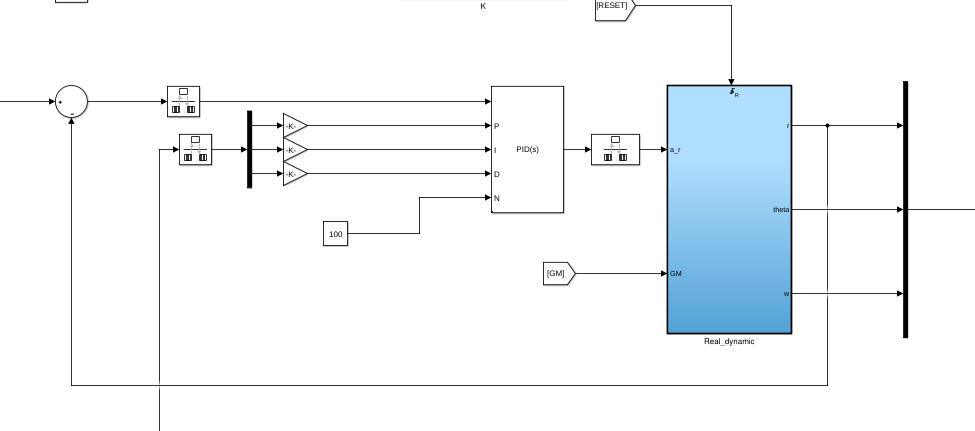 K
[RESET]
+
−
R
P
I
D
N
PID(s)
-K-
-K-
-K-
100
[GM]
a_r
GM
r
theta
w
Real_dynamic